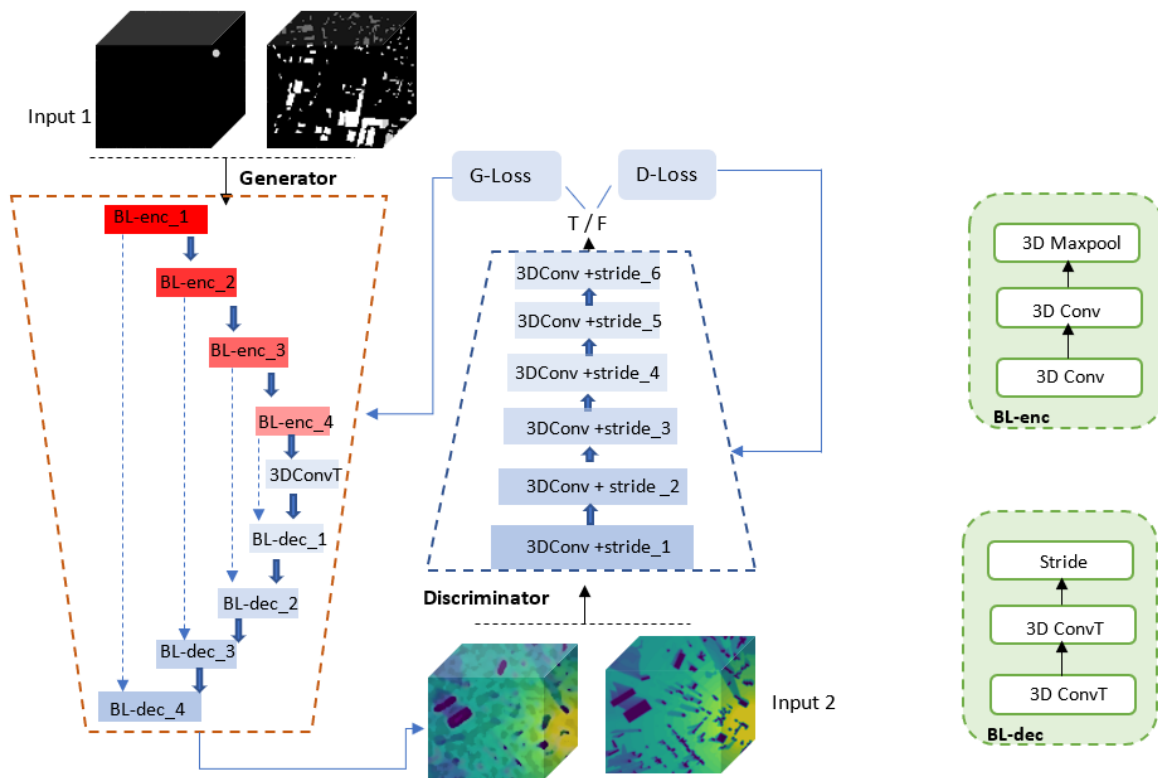 Input 1
Generator
BL-enc_1
BL-enc_2
BL-enc_3
BL-enc_4
3DConvT
BL-dec_1
BL-dec_2
BL-dec_3
BL-dec_4
G-Loss
D-Loss
T / F
3DConv +stride_6
3DConv +stride_5
3DConv +stride_4
3DConv +stride_3
3DConv + stride _2
3DConv +stride_1
Discriminator
Input 2
3D Maxpool
3D Conv
3D Conv
BL-enc
Stride
3D ConvT
3D ConvT
BL-dec